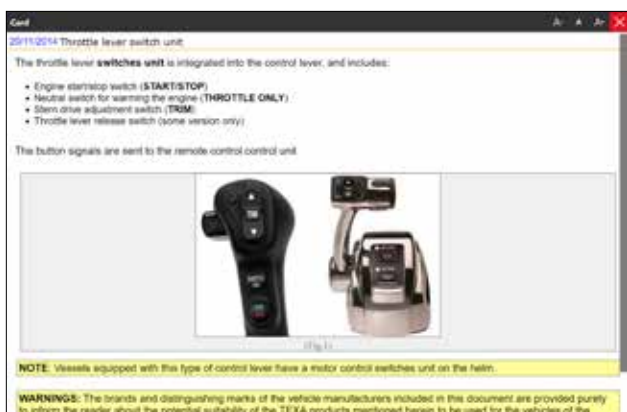 Card
A- A A+ X
25/11/2014 Throttle lever switch unit
The throttle lever switches unit is integrated into the control lever, and includes:
• Engine start/stop switch (START/STOP)
• Neutral switch for warming the engine (THROTTLE ONLY)
• Stern drive adjustment switch (TRIM)
• Throttle lever release switch (some version only)
The button signals are sent to the remote control control unit
TRIM
(Fig.1)
NOTE: Vessels equipped with this type of control lever have a motor control switches unit on the helm.
WARNINGS: The brands and distinguishing marks of the vehicle manufacturers included in this document are provided purely
to inform the reader about the potential suitability of the TEXA products mentioned herein to be used for the vehicles of the